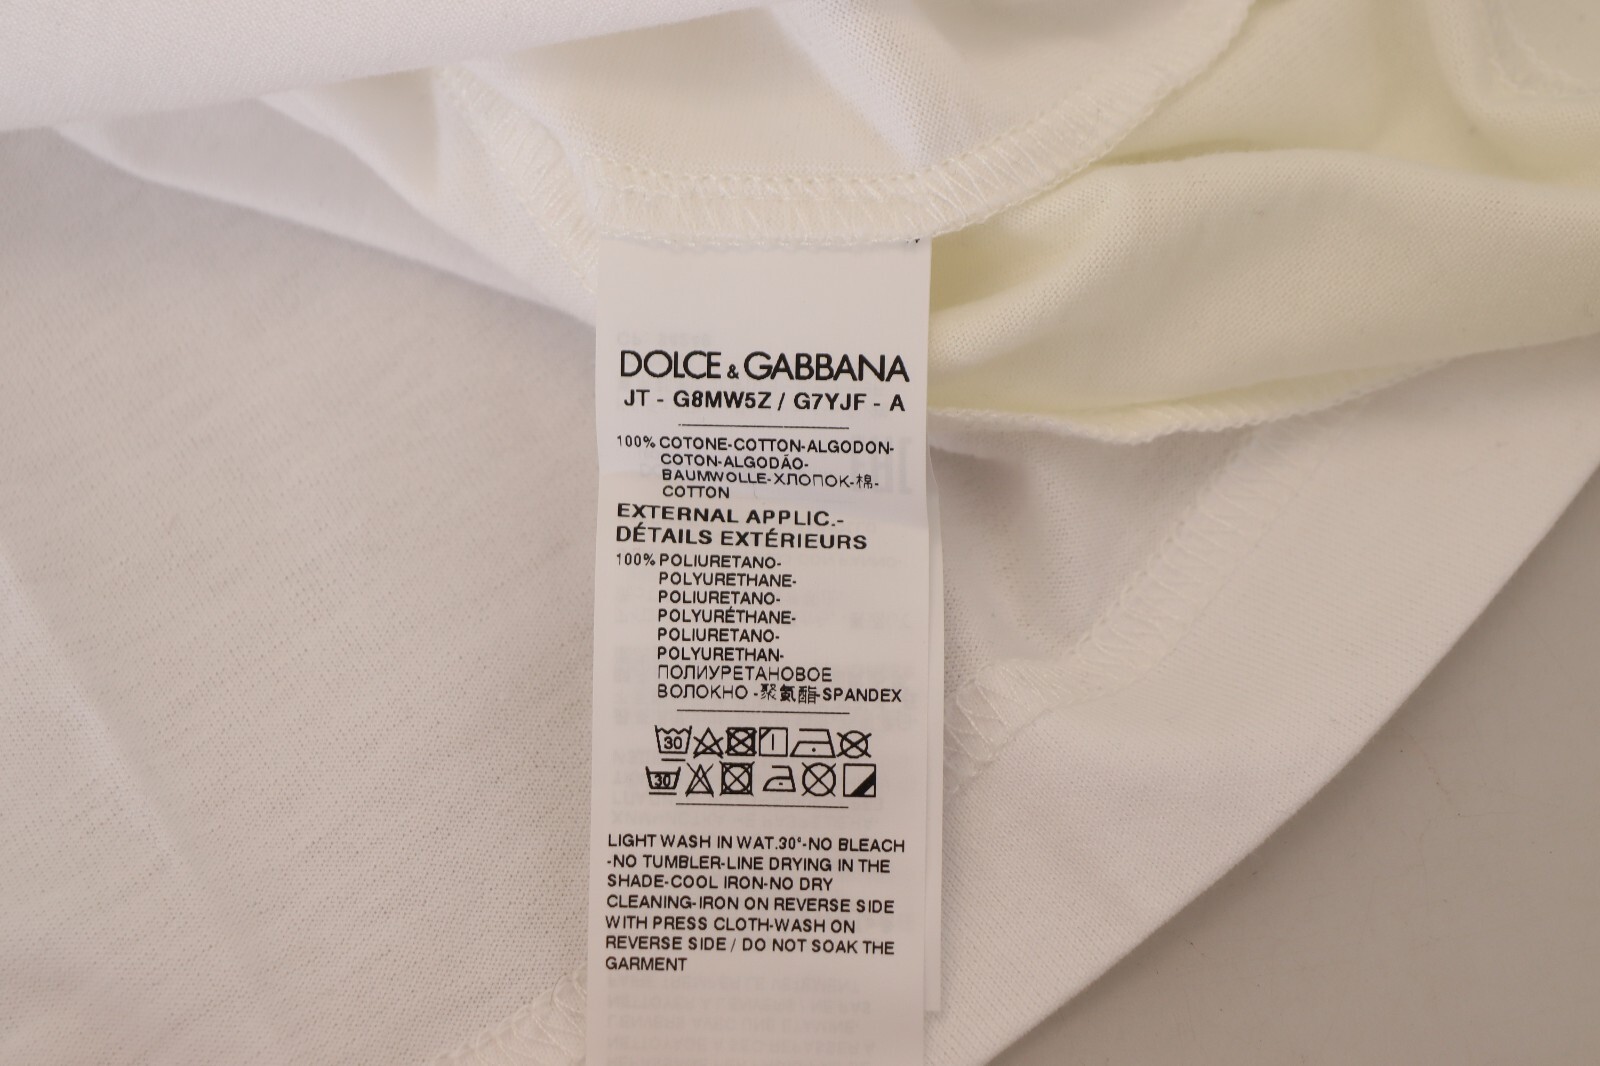 DOLCE & GABBANA
JT - G8MW5Z / G7YJF - A
100% COTONE-COTTON-ALGODON-
COTON-ALGODÃO-
BAUMWOLLE-ХЛОПОК-棉-
COTTON
EXTERNAL APPLIC.-
DÉTAILS EXTÉRIEURS
100% POLIURETANO-
POLYURETHANE-
POLIURETANO-
POLYURÉTHANE-
POLIURETANO-
POLYURETHAN-
ПОЛИУРЕТАНОВОЕ
ВОЛОКНО -聚氨酯-SPANDEX
30
30
LIGHT WASH IN WAT.30°-NO BLEACH
-NO TUMBLER-LINE DRYING IN THE
SHADE-COOL IRON-NO DRY
CLEANING-IRON ON REVERSE SIDE
WITH PRESS CLOTH-WASH ON
REVERSE SIDE / DO NOT SOAK THE
GARMENT